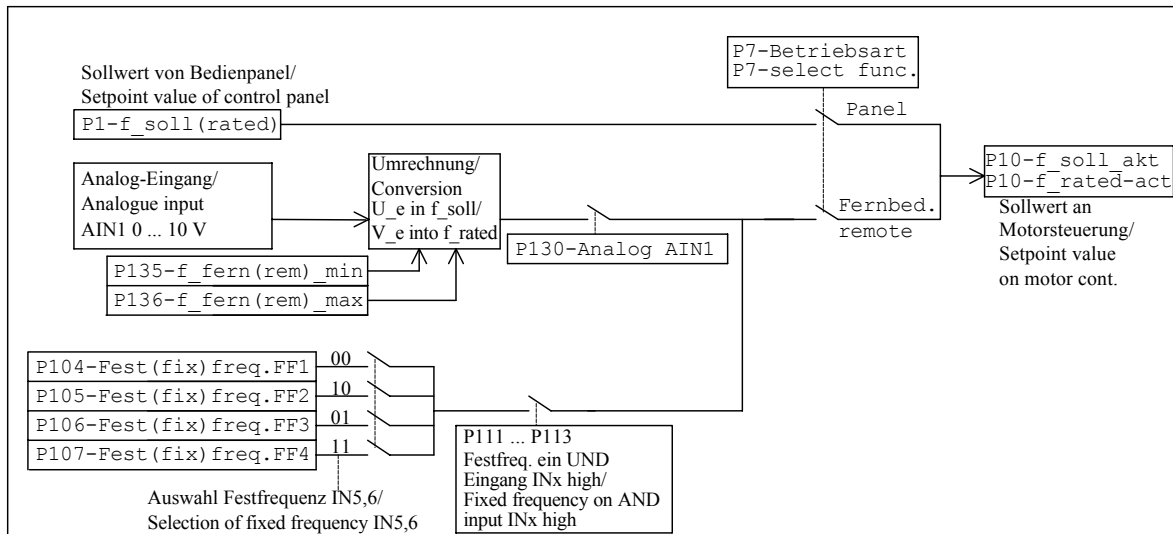 P7-Betriebsart
P7-select func.
Sollwert von Bedienpanel/
Setpoint value of control panel
P1-f_soll(rated)
Panel
Analog-Eingang/
Analogue input
AIN1 0 ... 10 V
Umrechnung/
Conversion
U_e in f_soll/
V_e into f_rated
P130-Analog AIN1
Fernbed.
remote
P10-f_soll_akt
P10-f_rated-act
Sollwert an
Motorsteuerung/
Setpoint value
on motor cont.
P135-f_fern(rem)_min
P136-f_fern(rem)_max
P104-Fest(fix)freq.FF1 00
P105-Fest(fix)freq.FF2 10
P106-Fest(fix)freq.FF3 01
P107-Fest(fix)freq.FF4 11
Auswahl Festfrequenz IN5,6/
Selection of fixed frequency IN5,6
P111 ... P113
Festfreq. ein UND
Eingang INx high/
Fixed frequency on AND
input INx high